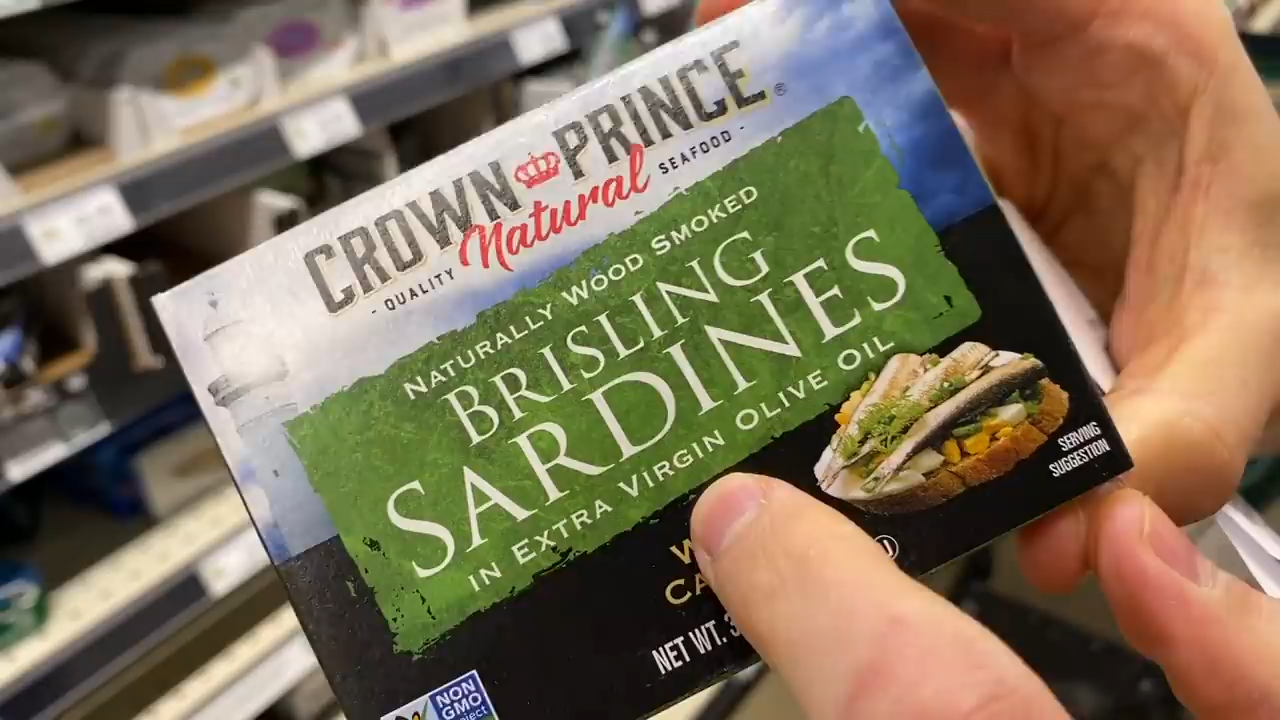 CROWN PRINCE®
Natural
- QUALITY SEAFOOD -
NATURALLY WOOD SMOKED
BRISLING
SARDINES
IN EXTRA VIRGIN OLIVE OIL
SERVING
SUGGESTION
NET WT.
NON
GMO